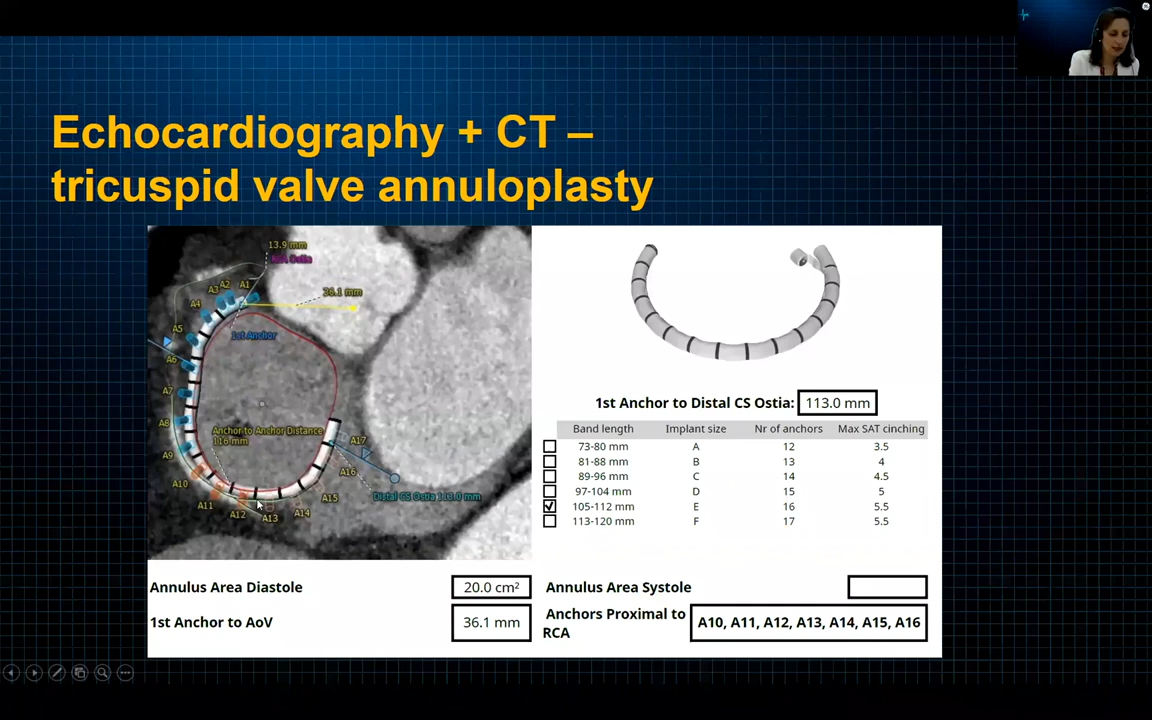 Echocardiography + CT –
tricuspid valve annuloplasty
13.9 mm
RCA Ostia
36.1 mm
A1
A2
A3
A4
A5
A6
A7
A8
A9
A10
A11
A12
A13
A14
A15
A16
A17
1st Anchor
Anchor to Anchor Distance
116 mm
Distal CS Ostia
1st Anchor to Distal CS Ostia: 113.0 mm
Band length Implant size Nr of anchors Max SAT cinching
73-80 mm A 12 3.5
81-88 mm B 13 4
89-96 mm C 14 4.5
97-104 mm D 15 5
105-112 mm E 16 5.5
113-120 mm F 17 5.5
Annulus Area Diastole 20.0 cm²
Annulus Area Systole
1st Anchor to AoV 36.1 mm
Anchors Proximal to
RCA
A10, A11, A12, A13, A14, A15, A16